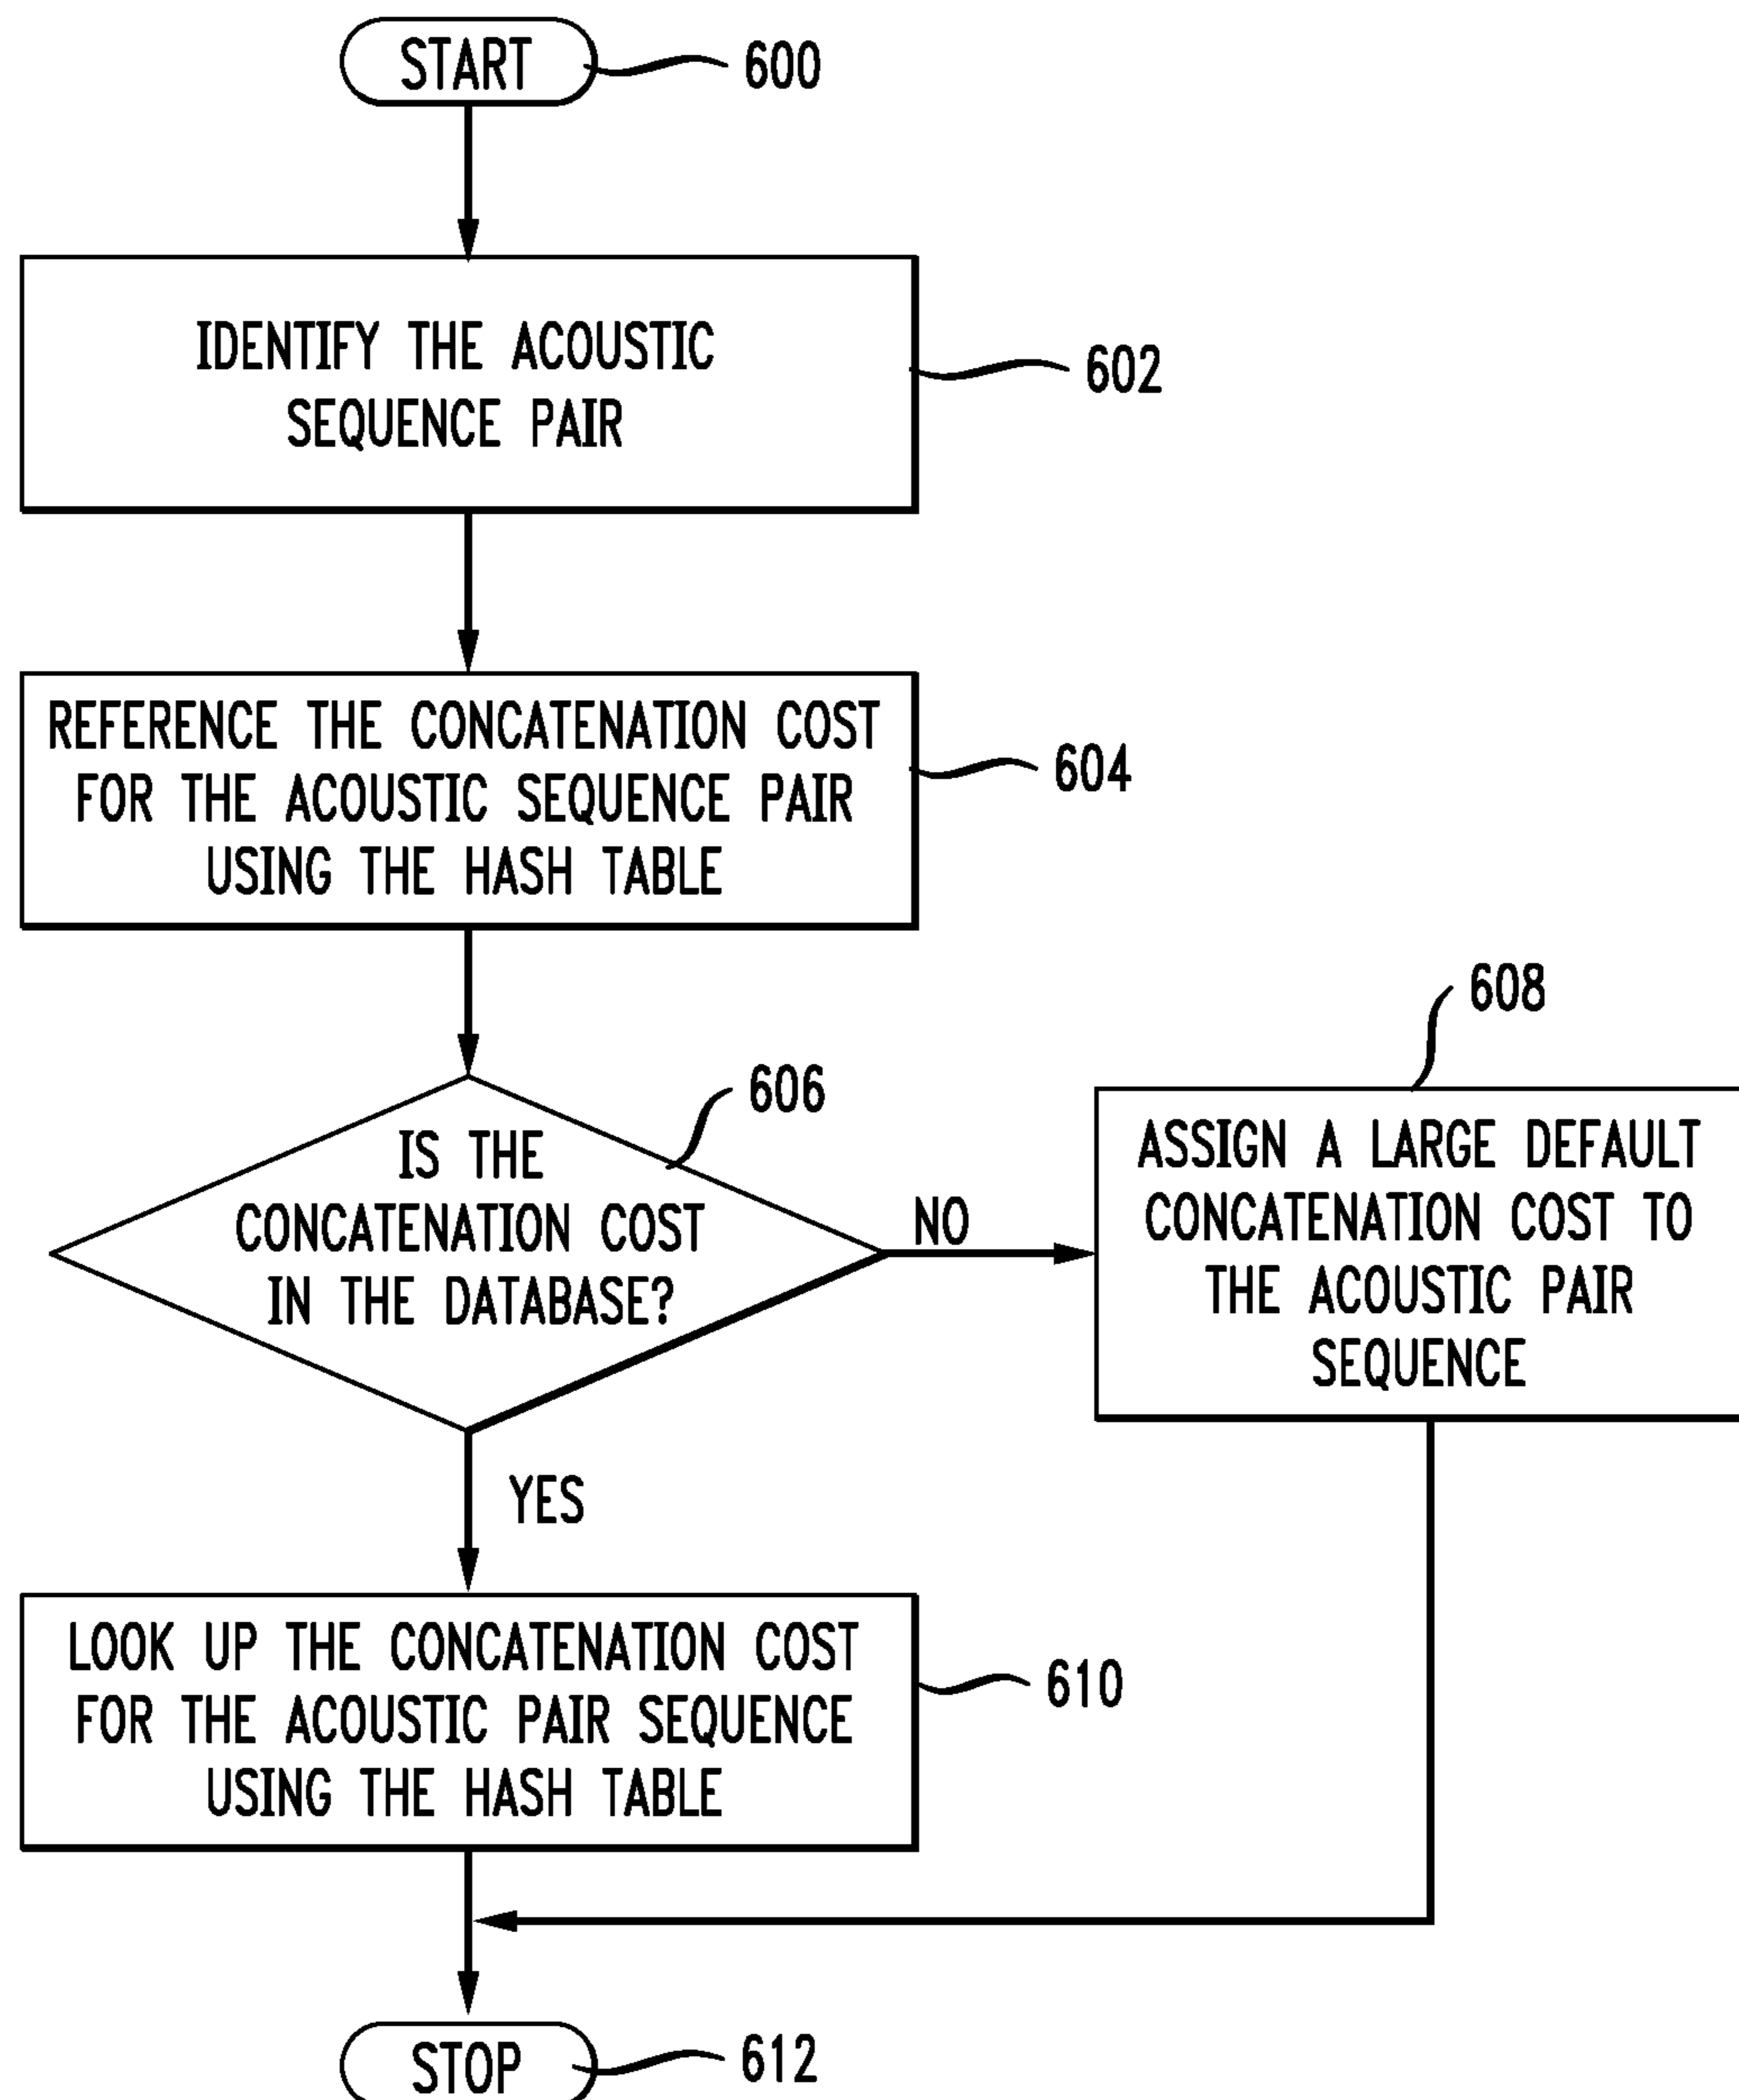 START
600
IDENTIFY THE ACOUSTIC
SEQUENCE PAIR
602
REFERENCE THE CONCATENATION COST
FOR THE ACOUSTIC SEQUENCE PAIR
USING THE HASH TABLE
604
606
IS THE
CONCATENATION COST
IN THE DATABASE?
NO
608
ASSIGN A LARGE DEFAULT
CONCATENATION COST TO
THE ACOUSTIC PAIR
SEQUENCE
YES
LOOK UP THE CONCATENATION COST
FOR THE ACOUSTIC PAIR SEQUENCE
USING THE HASH TABLE
610
STOP
612